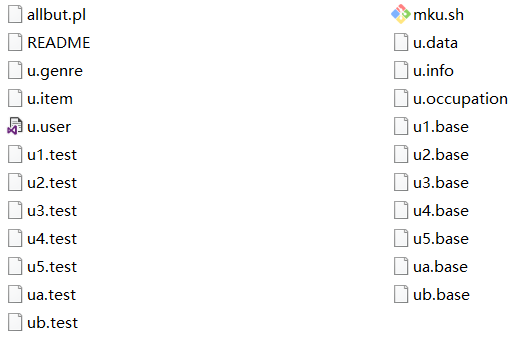 allbut.pl
mku.sh
README
u.data
u.genre
u.info
u.item
u.occupation
u.user
u1.base
u1.test
u2.base
u2.test
u3.base
u3.test
u4.base
u4.test
u5.base
u5.test
ua.base
ua.test
ub.base
ub.test